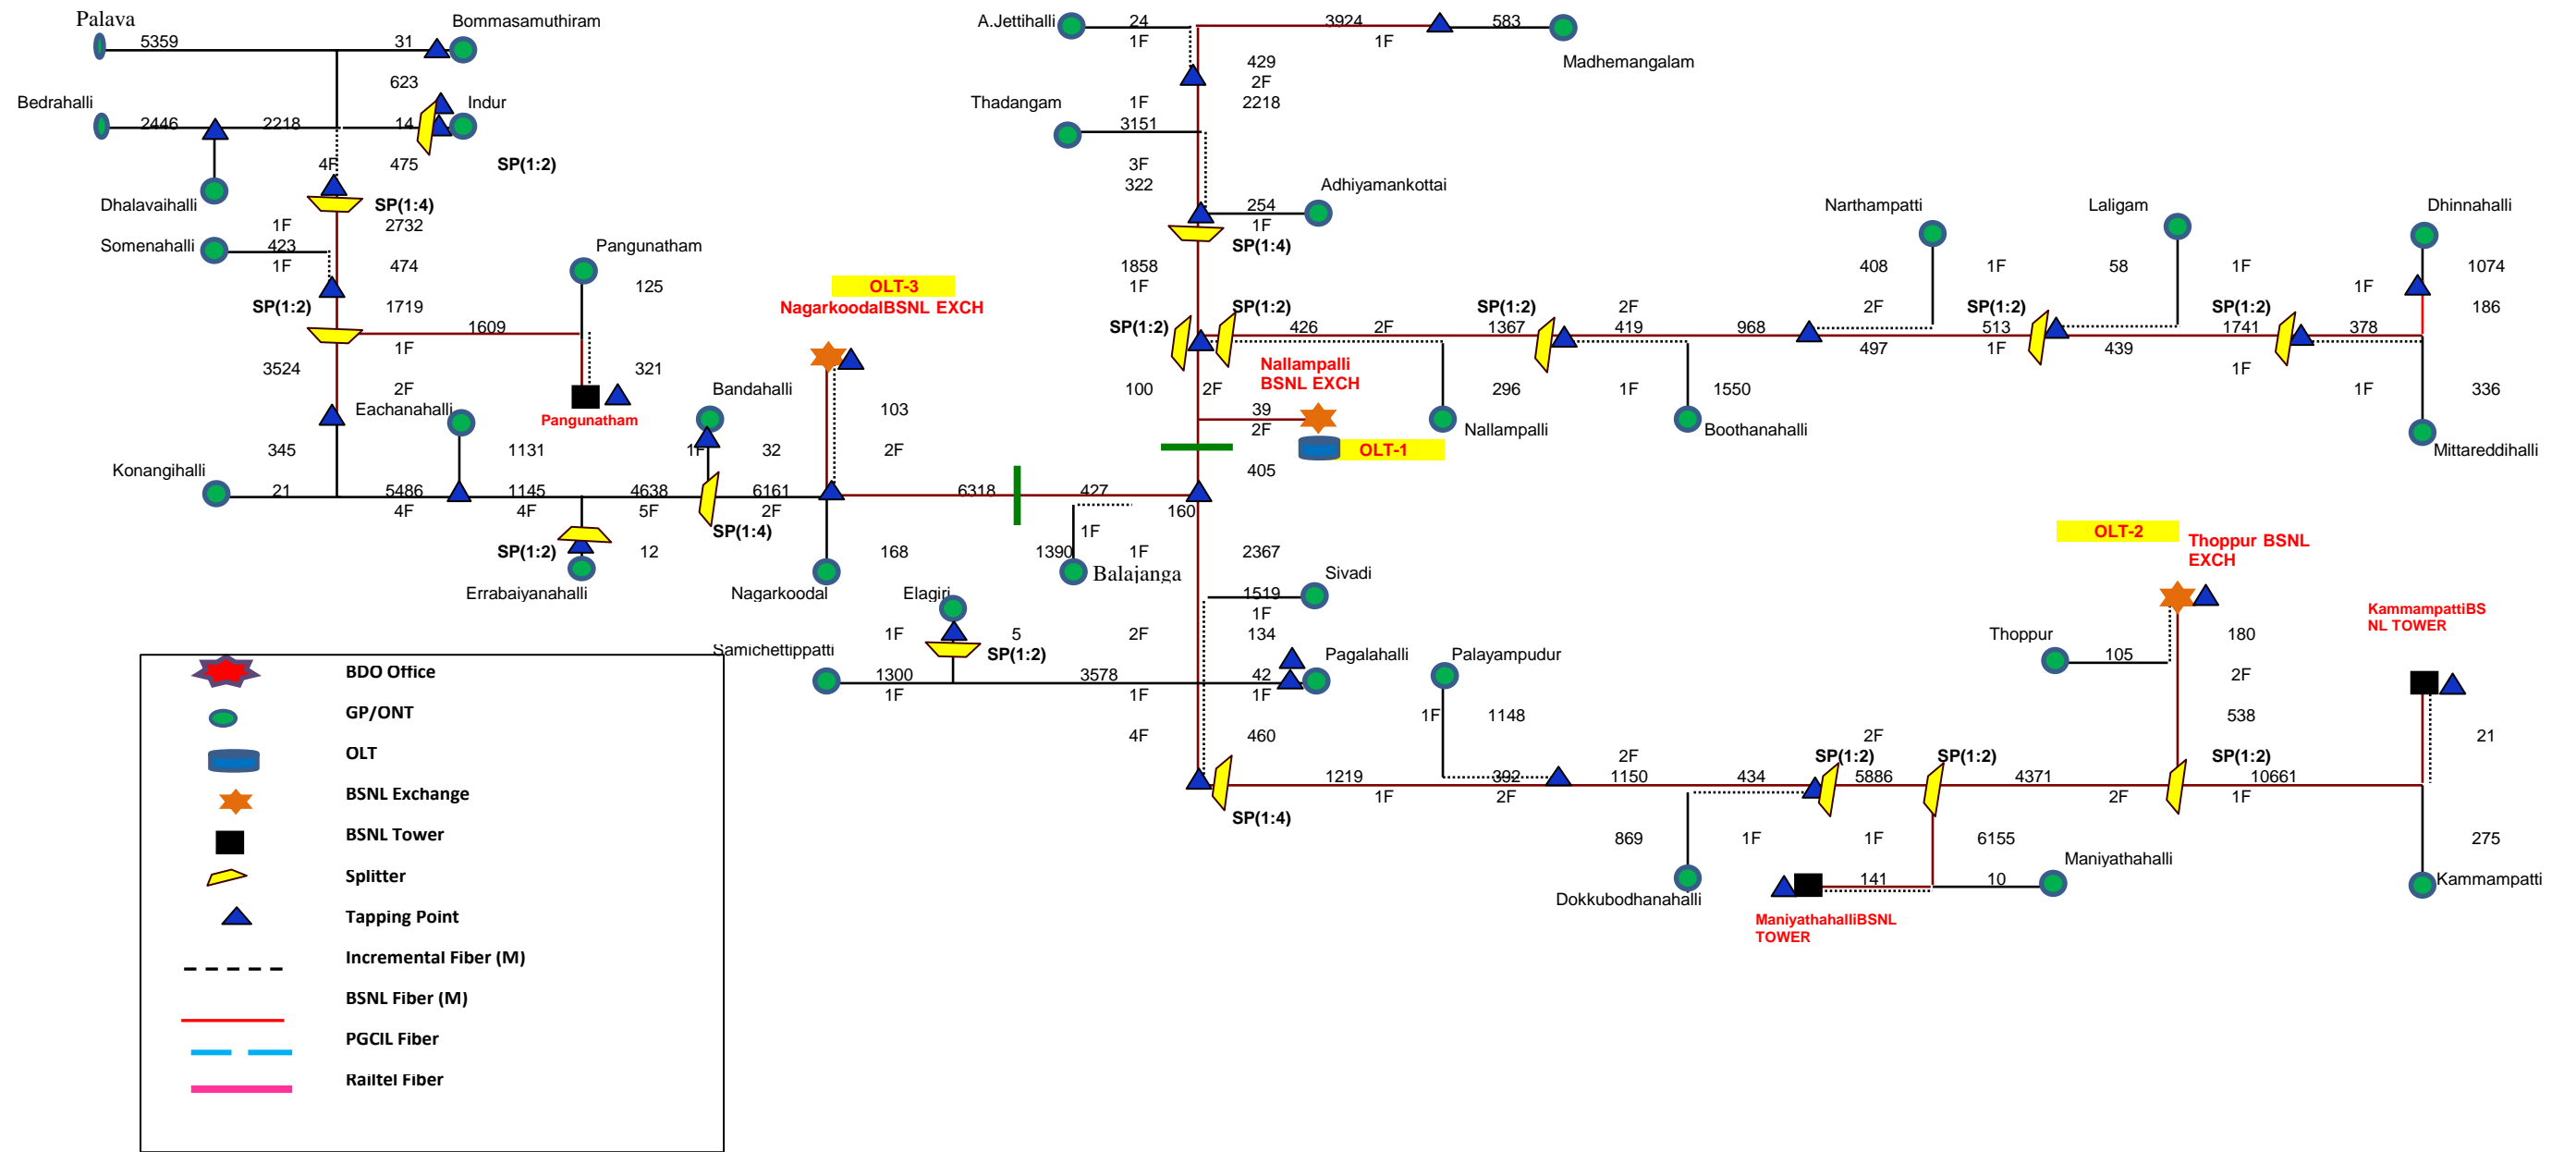 Palava
Bommasamuthiram
A.Jettihalli
24
3924
583
5359
31
1F
1F
Madhemangalam
429
623
2F
Bedrahalli
Indur
Thadangam
1F
2218
2446
2218
14
3151
4F
475
SP(1:2)
3F
322
Adhiyamankottai
Narthampatti
Laligam
Dhinnahalli
Dhalavaihalli
SP(1:4)
254
1F
2732
1F
Somenahalli
423
Pangunatham
SP(1:4)
1F
474
1858
408
1F
58
1F
1074
125
OLT-3
1F
1F
SP(1:2)
1719
NagarkoodalBSNL EXCH
SP(1:2)
SP(1:2)
2F
2F
SP(1:2)
SP(1:2)
186
1609
SP(1:2)
426
2F
1367
419
968
513
1741
378
1F
497
1F
439
3524
321
Nallampalli
BSNL EXCH
1F
2F
Bandahalli
100
2F
296
1F
1550
1F
336
Eachanahalli
Pangunatham
103
39
2F
Nallampalli
Boothanahalli
345
1131
1F
32
2F
OLT-1
Mittareddihalli
Konangihalli
405
21
5486
1145
4638
6161
6318
427
4F
4F
5F
2F
160
SP(1:4)
1F
OLT-2
Thoppur BSNL
EXCH
SP(1:2)
12
168
1390
1F
2367
Errabaiyanahalli
Nagarkoodal
Elagiri
Balajanga
Sivadi
1519
1F
KammampattiBS
NL TOWER
1F
5
2F
134
Thoppur
180
Samichettippatti
SP(1:2)
Pagalahalli
Palayampudur
105
1300
3578
42
2F
1F
1F
1F
1F
1148
538
4F
460
2F
2F
21
SP(1:2)
SP(1:2)
SP(1:2)
1219
392
1150
434
5886
4371
10661
1F
2F
2F
1F
SP(1:4)
869
1F
1F
6155
275
Maniyathahalli
141
10
Dokkubodhanahalli
Kammampatti
ManiyathahalliBSNL
TOWER
BDO Office
GP/ONT
OLT
BSNL Exchange
BSNL Tower
Splitter
Tapping Point
Incremental Fiber (M)
BSNL Fiber (M)
PGCIL Fiber
Railtel Fiber